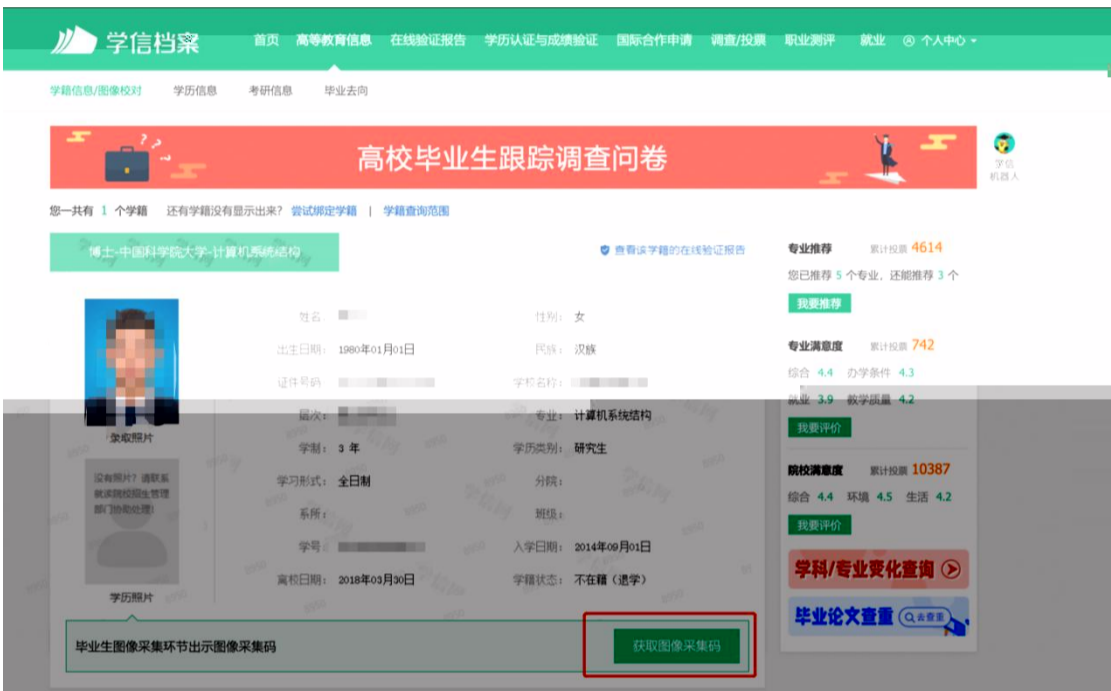 学信档案
首页 高等教育信息 在线验证报告 学历认证与成绩验证 国际合作申请 调查/投票 职业测评 就业 个人中心
学籍信息/图像校对 学历信息 考研信息 毕业去向
???
高校毕业生跟踪调查问卷
学信
机器人
您一共有 1 个学籍 还有学籍没有显示出来? 尝试绑定学籍 | 学籍查询范围
博士-中国科学院大学-计算机系统结构
查看该学籍的在线验证报告
姓名:
性别: 女
出生日期: 1980年01月01日
民族: 汉族
证件号码:
学校名称:
录取照片
层次:
专业: 计算机系统结构
学制: 3 年
学历类别: 研究生
没有照片? 请联系
就读院校招生管理
部门协助处理!
学习形式: 全日制
分院:
系所:
班级:
学号:
入学日期: 2014年09月01日
离校日期: 2018年03月30日
学籍状态: 不在籍 (退学)
学历照片
毕业生图像采集环节出示图像采集码
获取图像采集码
专业推荐 累计投票 4614
您已推荐 5 个专业, 还能推荐 3 个
我要推荐
专业满意度 累计投票 742
综合 4.4 办学条件 4.3
就业 3.9 教学质量 4.2
我要评价
院校满意度 累计投票 10387
综合 4.4 环境 4.5 生活 4.2
我要评价
学科/专业变化查询
毕业论文查重 去查重